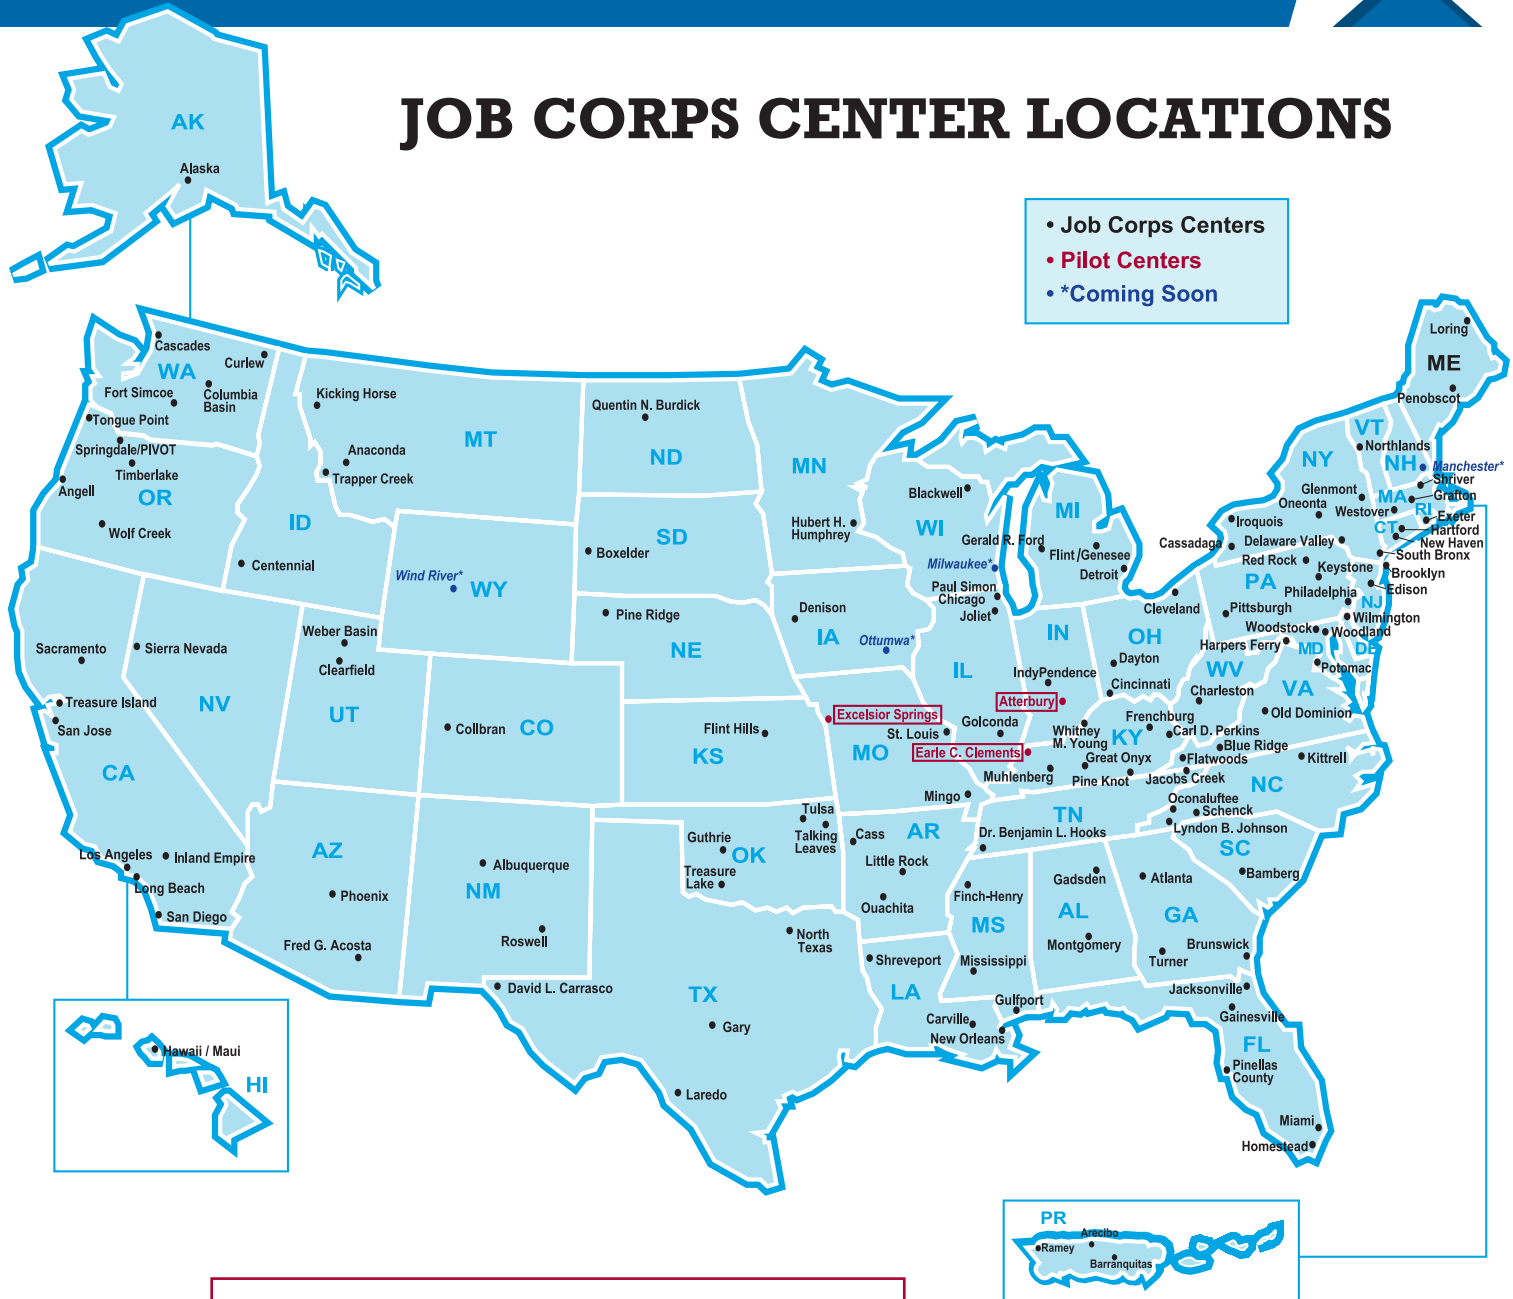 JOB CORPS CENTER LOCATIONS
• Job Corps Centers
• Pilot Centers
• *Coming Soon
AK
Alaska
Cascades
WA
Curlew
Fort Simcoe
Columbia
Basin
Tongue Point
Springdale/PIVOT
Timberlake
Angell
OR
Wolf Creek
ID
Centennial
Kicking Horse
MT
Anaconda
Trapper Creek
Wind River*
WY
Quentin N. Burdick
ND
SD
Boxelder
Pine Ridge
NE
MN
Hubert H.
Humphrey
Blackwell
WI
Milwaukee*
MI
Gerald R. Ford
Flint /Genesee
Detroit
Paul Simon
Chicago
Joliet
Denison
IA
Ottumwa*
IL
IN
IndyPendence
Atterbury
OH
Cleveland
Dayton
Cincinnati
Sacramento
Treasure Island
San Jose
CA
Los Angeles
Inland Empire
Long Beach
San Diego
Sierra Nevada
NV
Weber Basin
Clearfield
UT
Collbran
CO
Flint Hills
KS
Excelsior Springs
MO
St. Louis
Mingo
Golconda
Earle C. Clements
Whitney
M. Young
KY
Frenchburg
Carl D. Perkins
Great Onyx
Muhlenberg
Pine Knot
AZ
Phoenix
Fred G. Acosta
NM
Albuquerque
Roswell
Tulsa
Talking
Leaves
Guthrie
OK
Treasure
Lake
TX
North
Texas
David L. Carrasco
Gary
Laredo
AR
Cass
Little Rock
Ouachita
LA
Shreveport
Carville
New Orleans
TN
Dr. Benjamin L. Hooks
Jacobs Creek
Finch-Henry
MS
Mississippi
Gulfport
AL
Gadsden
Montgomery
GA
Atlanta
Turner
Brunswick
FL
Jacksonville
Gainesville
Pinellas
County
Miami
Homestead
SC
Bamberg
NC
Kittrell
Oconaluftee
Schenck
Lyndon B. Johnson
VA
Old Dominion
Blue Ridge
Flatwoods
WV
Charleston
Harpers Ferry
MD
Woodstock
Woodland
Potomac
DE
Wilmington
PA
Red Rock
Keystone
Philadelphia
Pittsburgh
NJ
Edison
NY
Iroquois
Cassadaga
Oneonta
Glenmont
Delaware Valley
South Bronx
Brooklyn
VT
Northlands
NH
Manchester*
ME
Loring
Penobscot
MA
Shriver
Grafton
Westover
RI
Exeter
CT
Hartford
New Haven
Hawaii / Maui
HI
PR
Arecibo
Ramey
Barranquitas